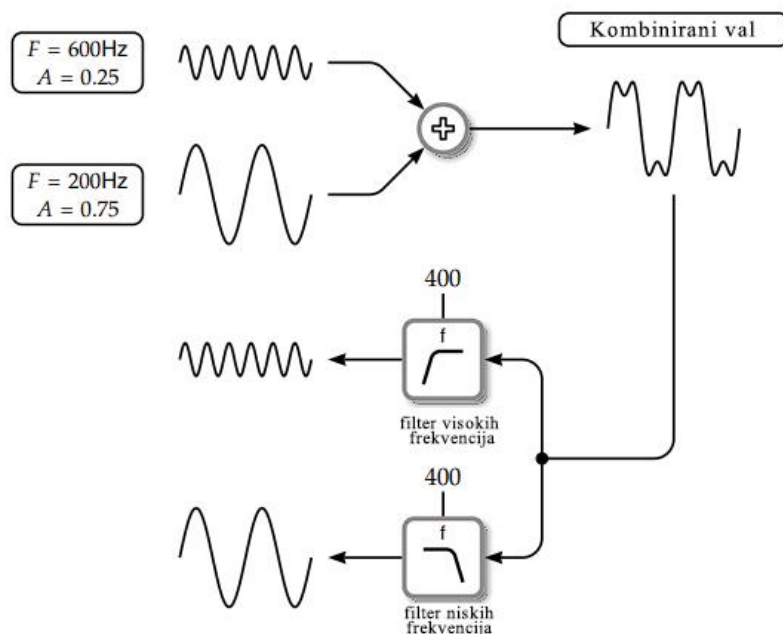 Kombinirani val
F = 600Hz
A = 0.25
F = 200Hz
A = 0.75
400
f
filter visokih
frekvencija
400
f
filter niskih
frekvencija